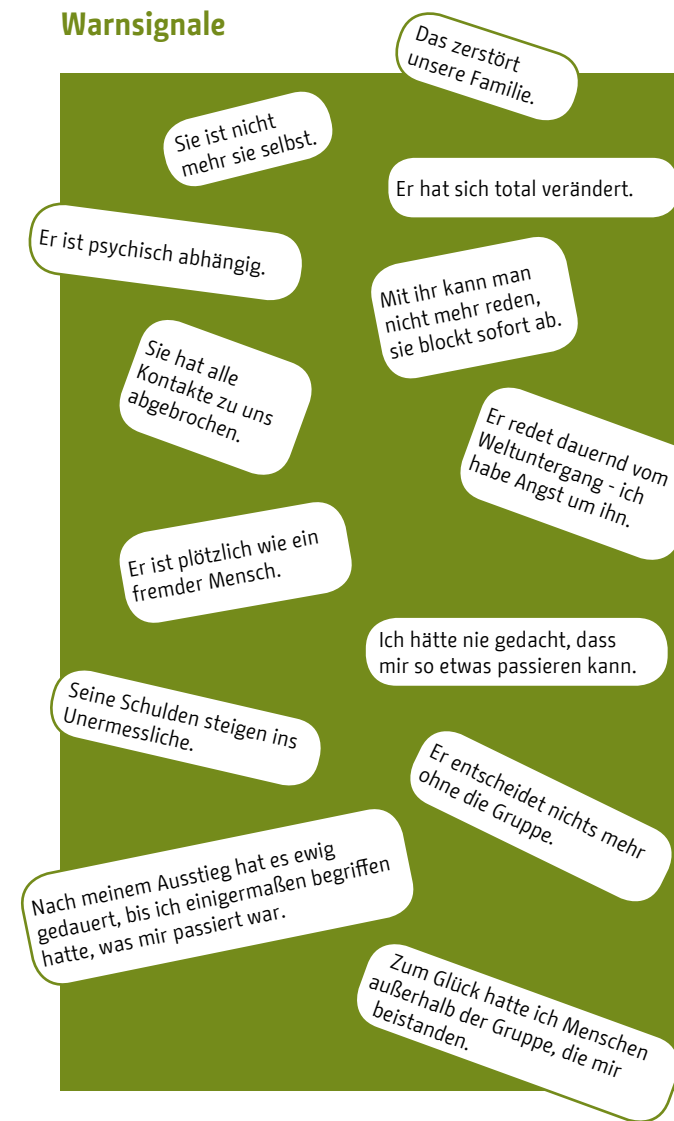 Warnsignale
Das zerstört
unsere Familie.
Sie ist nicht
mehr sie selbst.
Er hat sich total verändert.
Er ist psychisch abhängig.
Mit ihr kann man
nicht mehr reden,
sie blockt sofort ab.
Sie hat alle
Kontakte zu uns
abgebrochen.
Er redet dauernd vom
Weltuntergang - ich
habe Angst um ihn.
Er ist plötzlich wie ein
fremder Mensch.
Ich hätte nie gedacht, dass
mir so etwas passieren kann.
Seine Schulden steigen ins
Unermessliche.
Er entscheidet nichts mehr
ohne die Gruppe.
Nach meinem Ausstieg hat es ewig
gedauert, bis ich einigermaßen begriffen
hatte, was mir passiert war.
Zum Glück hatte ich Menschen
außerhalb der Gruppe, die mir
beistanden.